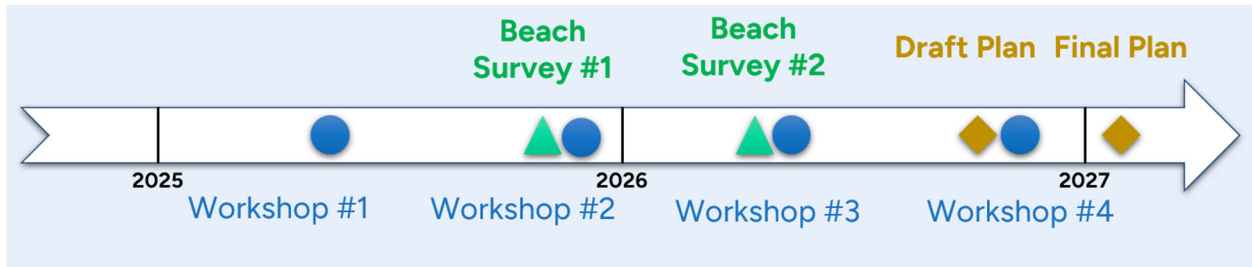 Beach
Survey #1
Beach
Survey #2
Draft Plan
Final Plan
2025
2026
2027
Workshop #1
Workshop #2
Workshop #3
Workshop #4